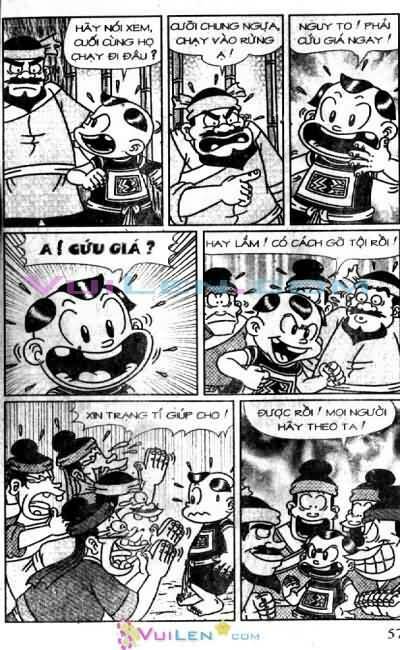 HÃY NÓI XEM,
CUỐI CÙNG HỌ
CHẠY ĐI ĐÂU?
CƯỠI CHUNG NGỰA,
CHẠY VÀO RỪNG
Ạ!
NGUY TO! PHẢI
CỨU GIÁ NGAY!
A! CỨU GIÁ?
HAY LẮM! CÓ CÁCH GỠ TỘI RỒI!
VUILEN.COM
XIN TRẠNG TÍ GIÚP CHO!
ĐƯỢC RỒI! MỌI NGƯỜI
HÃY THEO TA!
57
VUILEN.com